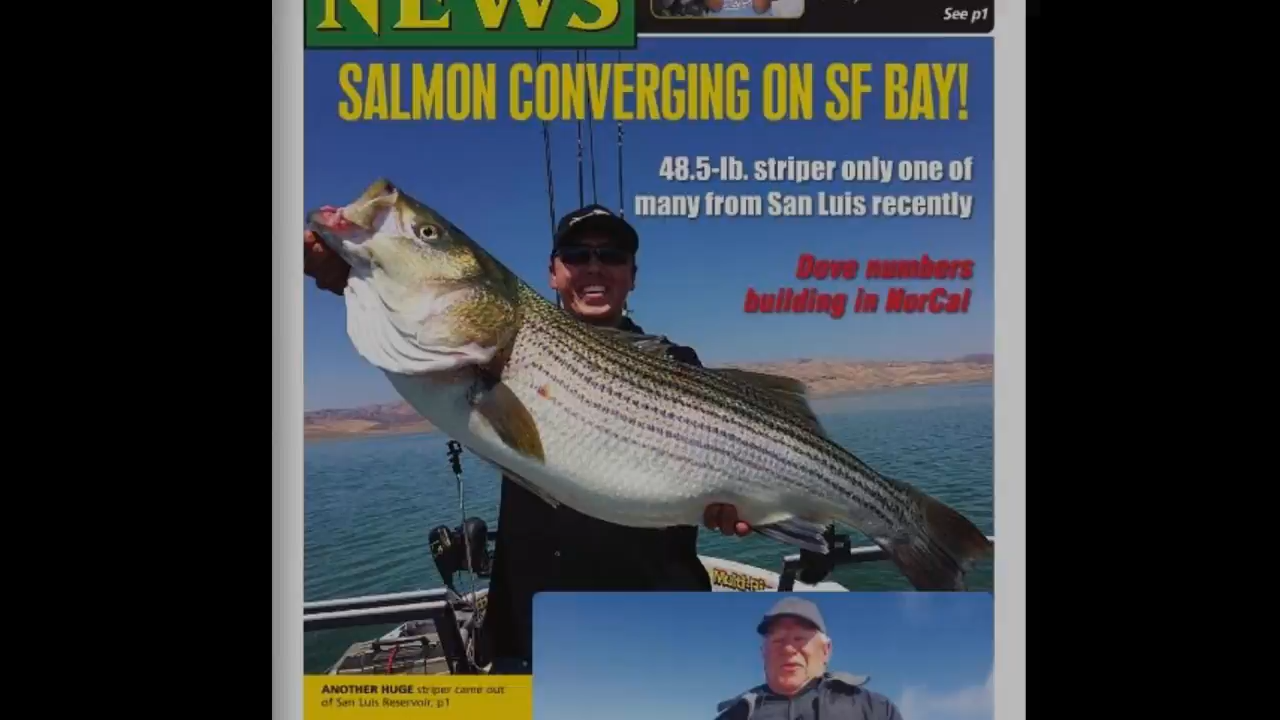 NEWS
See p1
SALMON CONVERGING ON SF BAY!
48.5-lb. striper only one of
many from San Luis recently
Dove numbers
building in NorCal
ANOTHER HUGE striper came out
of San Luis Reservoir, p1